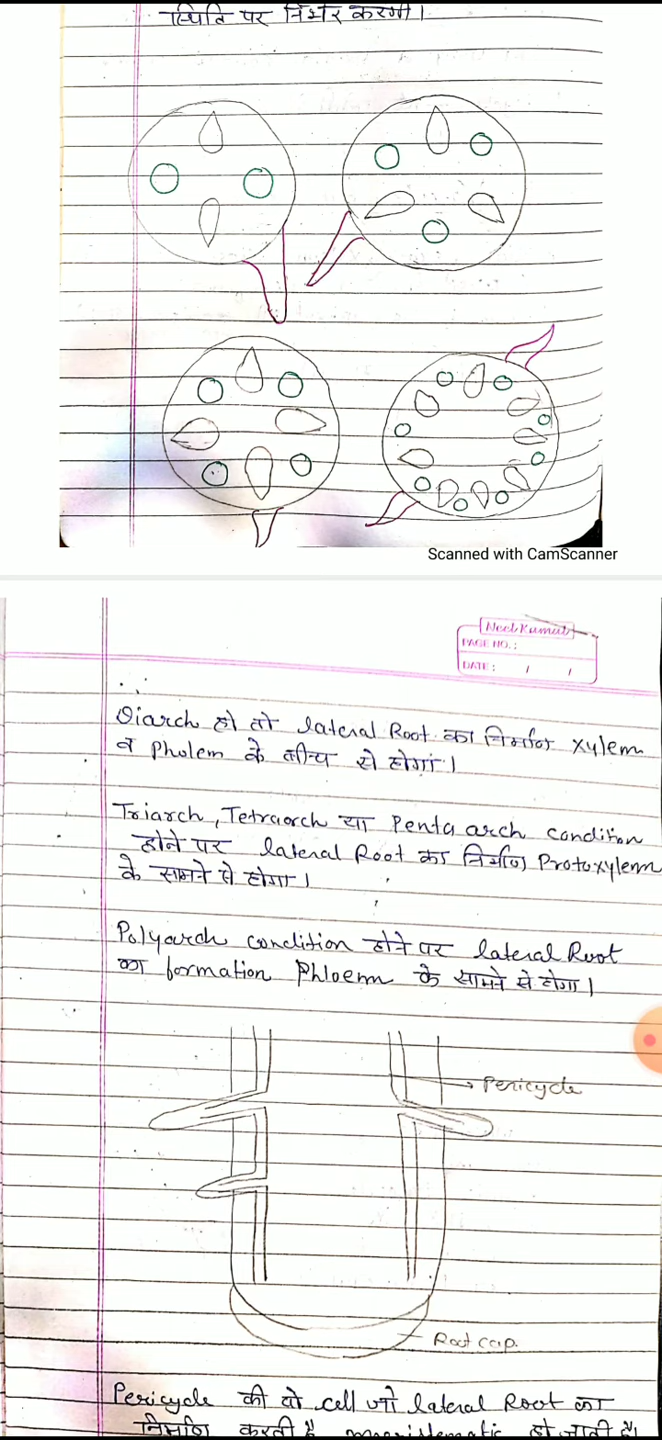 स्थिति पर निर्भर करगी।
Scanned with CamScanner
Neel Kumar
PAGE NO.:
DATE: / /
Diarch हो तो lateral Root का निर्माण xylem
व Pholem के बीच से होगा।
Triarch, Tetraarch या Penta arch condition
होने पर lateral Root का निर्माण Protoxylem
के सामने से होगा।
Polyarch condition होने पर lateral Root
का formation Phloem के सामने से होगा।
Pericycle
Root cap.
Pericycle की वो cell जो lateral Root का
निर्माण करती है meristematic हो जाती है।